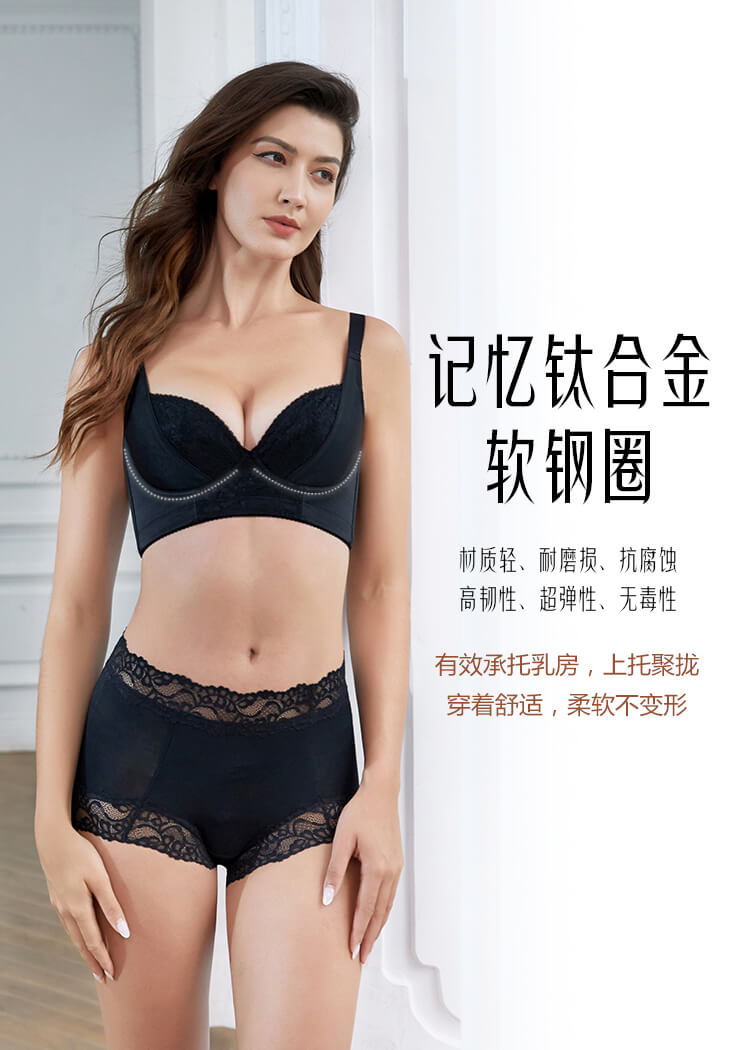 记忆钛合金
软钢圈
材质轻、耐磨损、抗腐蚀
高韧性、超弹性、无毒性
有效承托乳房，上托聚拢
穿着舒适，柔软不变形